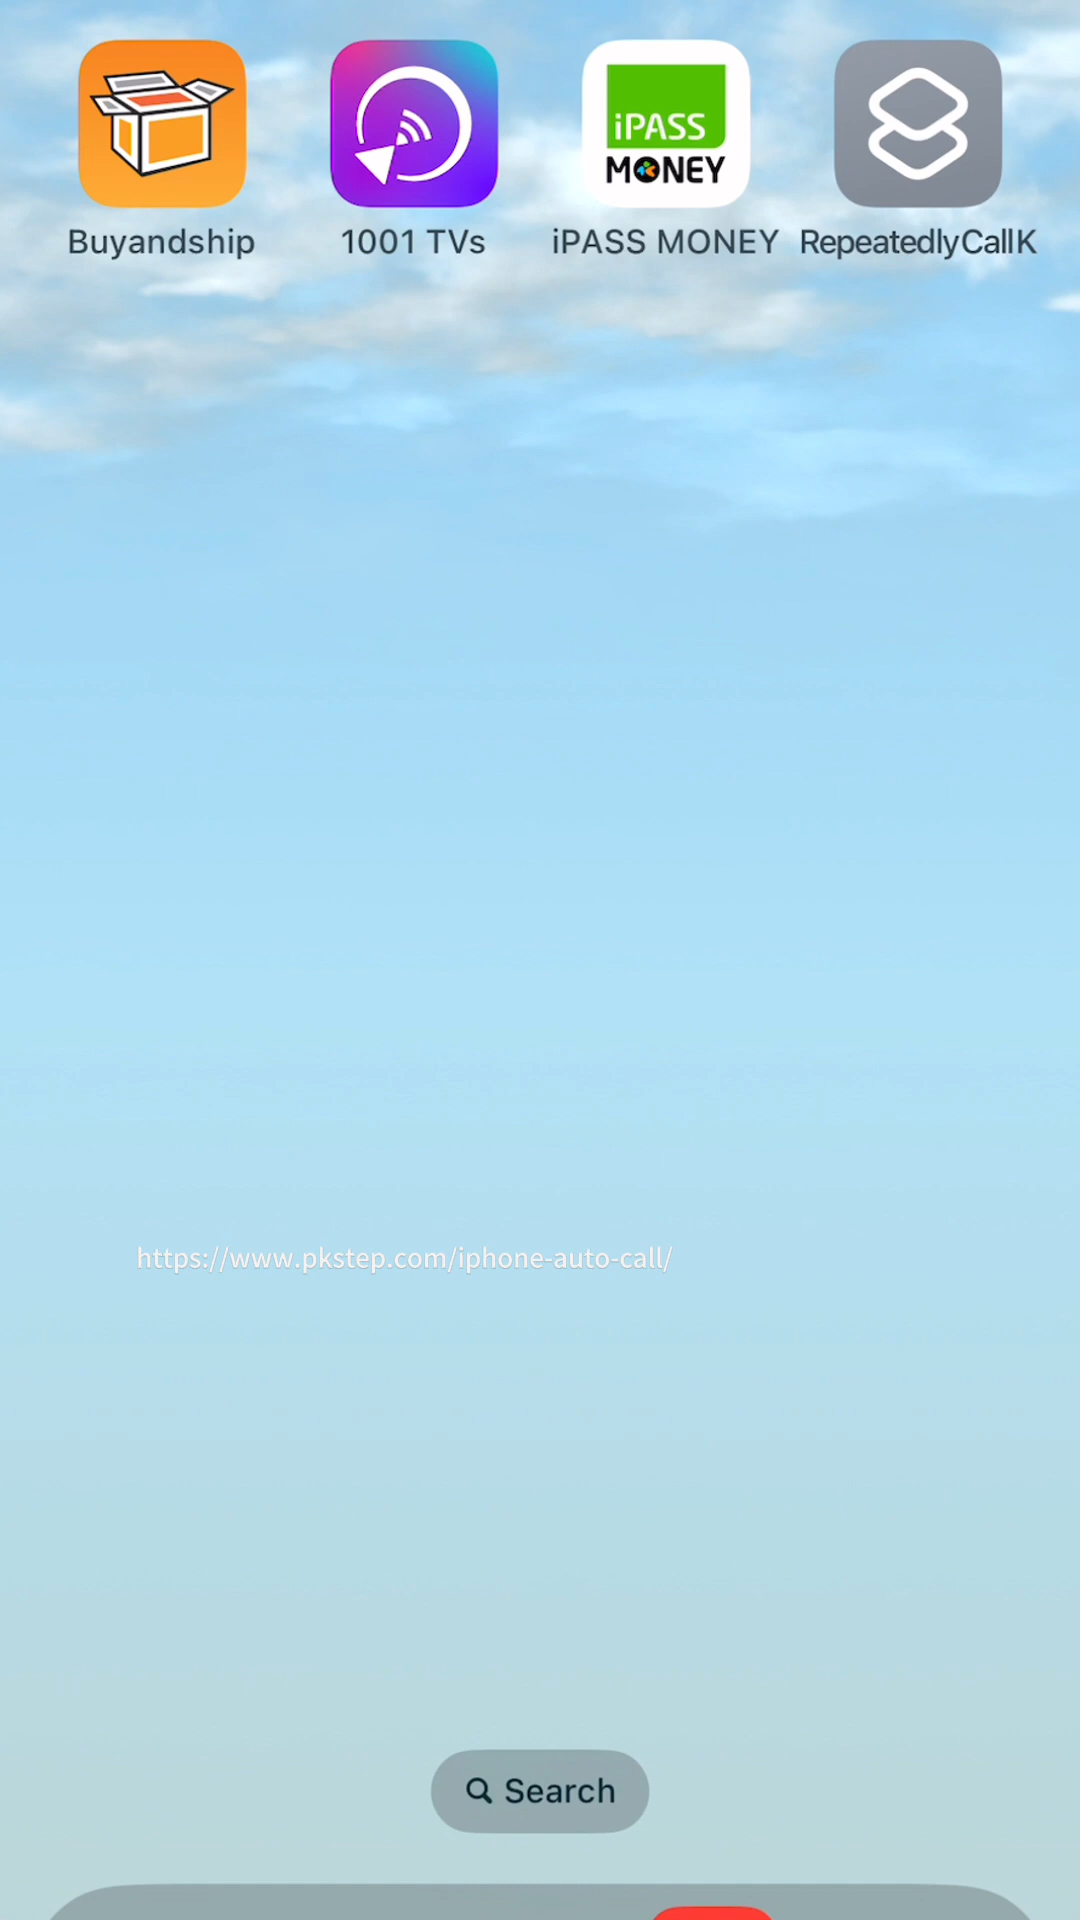 iPASS
MONEY
Buyandship
1001 TVs
iPASS MONEY
RepeatedlyCallK
https://www.pkstep.com/iphone-auto-call/
Search